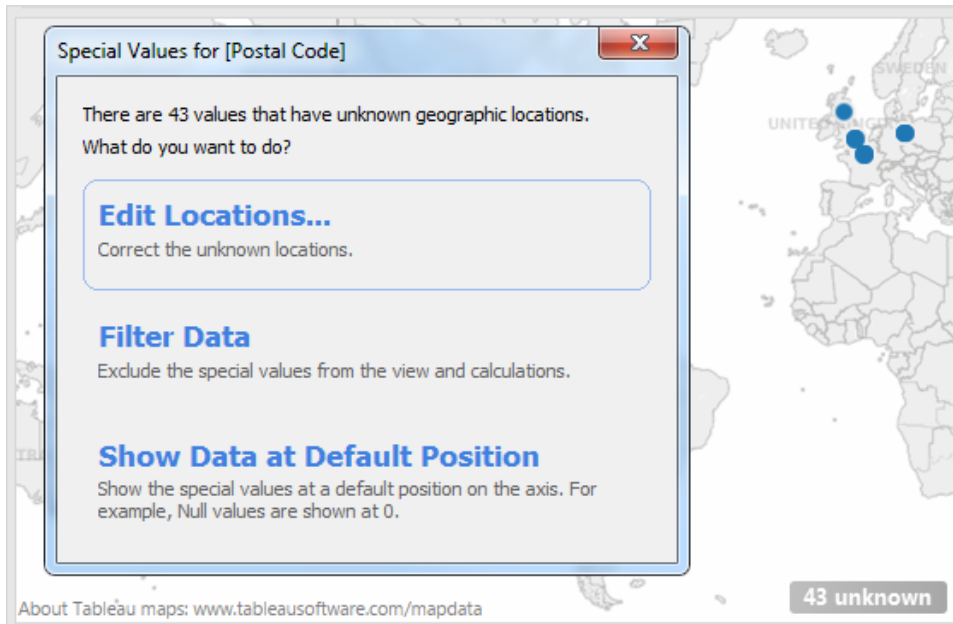 Special Values for [Postal Code]
There are 43 values that have unknown geographic locations.
What do you want to do?
Edit Locations...
Correct the unknown locations.
Filter Data
Exclude the special values from the view and calculations.
Show Data at Default Position
Show the special values at a default position on the axis. For
example, Null values are shown at 0.
SWEDEN
About Tableau maps: www.tableausoftware.com/mapdata
43 unknown